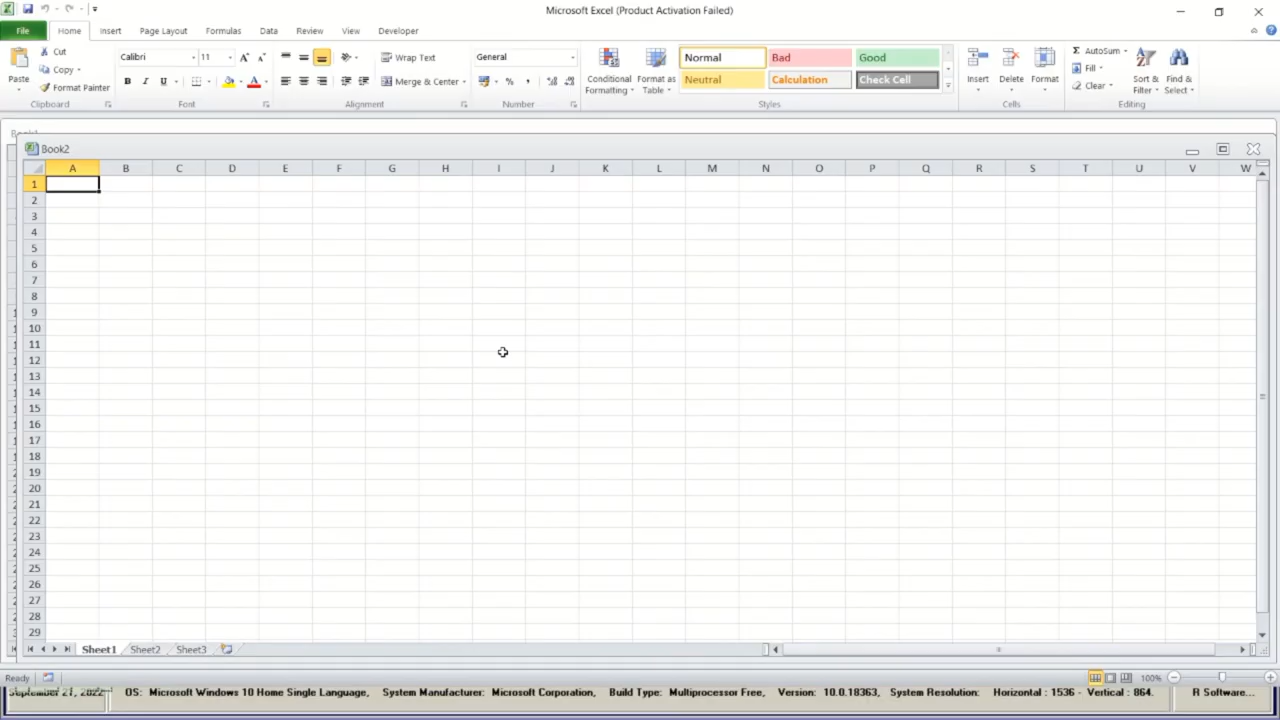 Microsoft Excel (Product Activation Failed)
File Home Insert Page Layout Formulas Data Review View Developer
Paste
Cut
Copy
Format Painter
Clipboard
Calibri 11
B I U
Font
Wrap Text
Merge & Center
Alignment
General
Number
Conditional Formatting
Format as Table
Normal Bad Good
Neutral Calculation Check Cell
Styles
Insert Delete Format
Cells
AutoSum
Fill
Clear
Sort & Filter
Find & Select
Editing
Book1
Book2
A B C D E F G H I J K L M N O P Q R S T U V W
1
2
3
4
5
6
7
8
9
10
11
12
13
14
15
16
17
18
19
20
21
22
23
24
25
26
27
28
29
Sheet1 Sheet2 Sheet3
Ready 100%
September 21, 2022 OS: Microsoft Windows 10 Home Single Language, System Manufacturer: Microsoft Corporation, Build Type: Multiprocessor Free, Version: 10.0.18363, System Resolution: Horizontal : 1536 - Vertical : 864. R Software...